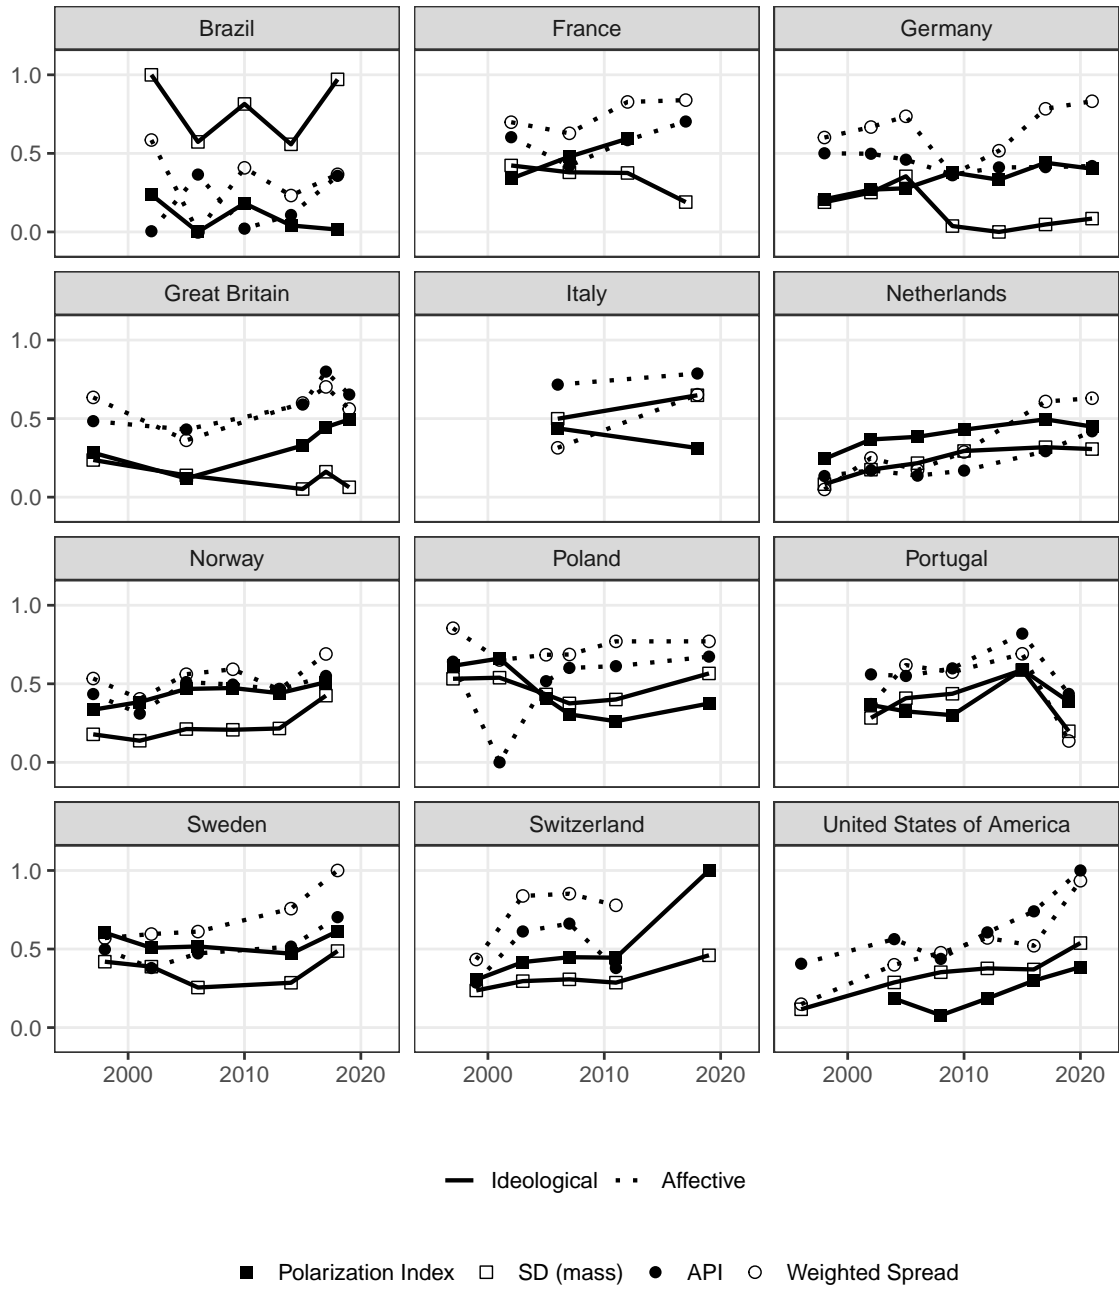 Brazil France Germany
1.0
0.5
0.0
Great Britain Italy Netherlands
1.0
0.5
0.0
Norway Poland Portugal
1.0
0.5
0.0
Sweden Switzerland United States of America
1.0
0.5
0.0
2000 2010 2020 2000 2010 2020 2000 2010 2020
Ideological Affective
Polarization Index SD (mass) API Weighted Spread